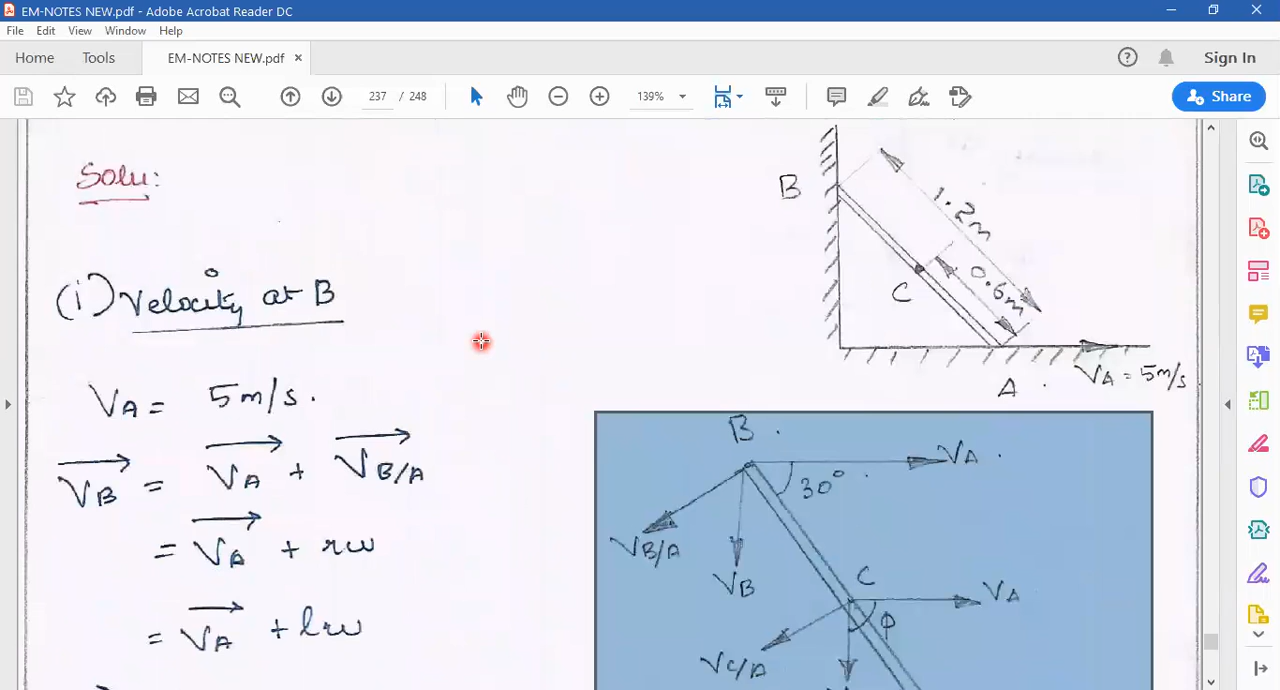 EM-NOTES NEW.pdf - Adobe Acrobat Reader DC
File Edit View Window Help
Home Tools EM-NOTES NEW.pdf × Sign In
237 / 248 139% Share
Solu:
B
1.2m
0.6m
C
A .
VA = 5m/s
(i) Velocity at B
VA = 5m/s.
VB = VA + VB/A
= VA + rω
= VA + lω
B .
VA .
30°
VB/A
VB
C
VA
φ
VC/A